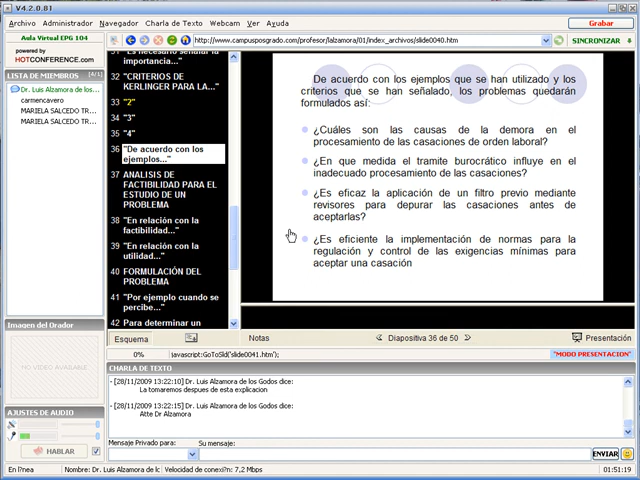 V4.2.0.81
Archivo Administrador Navegador Charla de Texto Webcam Ver Ayuda
Grabar
Aula Virtual EPG 104
powered by
HOTCONFERENCE.com
http://www.campusposgrado.com/profesor/lalzamora/01/index_archivos/slide0040.htm
SINCRONIZAR
LISTA DE MIEMBROS [4/1]
Dr. Luis Alzamora de los...
carmencavero
MARIELA SALCEDO TR
MARIELA SALCEDO TR
31 "Es necesario señalar la
importancia..."
32 "CRITERIOS DE
KERLINGER PARA LA..."
33 "2"
34 "3"
35 "4"
36 "De acuerdo con los
ejemplos..."
37 ANALISIS DE
FACTIBILIDAD PARA EL
ESTUDIO DE UN
PROBLEMA
38 "En relación con la
factibilidad..."
39 "En relación con la
utilidad..."
40 FORMULACIÓN DEL
PROBLEMA
41 "Por ejemplo cuando se
percibe..."
42 Para determinar un
De acuerdo con los ejemplos que se han utilizado y los
criterios que se han señalado, los problemas quedarán
formulados así:
¿Cuáles son las causas de la demora en el
procesamiento de las casaciones de orden laboral?
¿En que medida el tramite burocrático influye en el
inadecuado procesamiento de las casaciones?
¿Es eficaz la aplicación de un filtro previo mediante
revisores para depurar las casaciones antes de
aceptarlas?
¿Es eficiente la implementación de normas para la
regulación y control de las exigencias mínimas para
aceptar una casación
Esquema
Notas
Diapositiva 36 de 50
Presentación
0% javascript:GoToSld('slide0041.htm');
"MODO PRESENTACION"
Imagen del Orador
NO VIDEO AVAILABLE
AJUSTES DE AUDIO
HABLAR
CHARLA DE TEXTO
- [28/11/2009 13:22:10] Dr. Luis Alzamora de los Godos dice:
La tomaremos despues de esta explicacion
- [28/11/2009 13:22:15] Dr. Luis Alzamora de los Godos dice:
Atte Dr Alzamora
Mensaje Privado para:
Su mensaje:
ENVIAR
En l?nea
Nombre: Dr. Luis Alzamora de lc
Velocidad de conexi?n: 7,2 Mbps
01:51:19